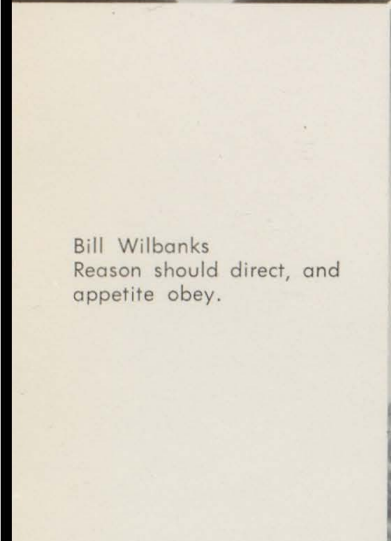 Bill Wilbanks
Reason should direct, and
appetite obey.